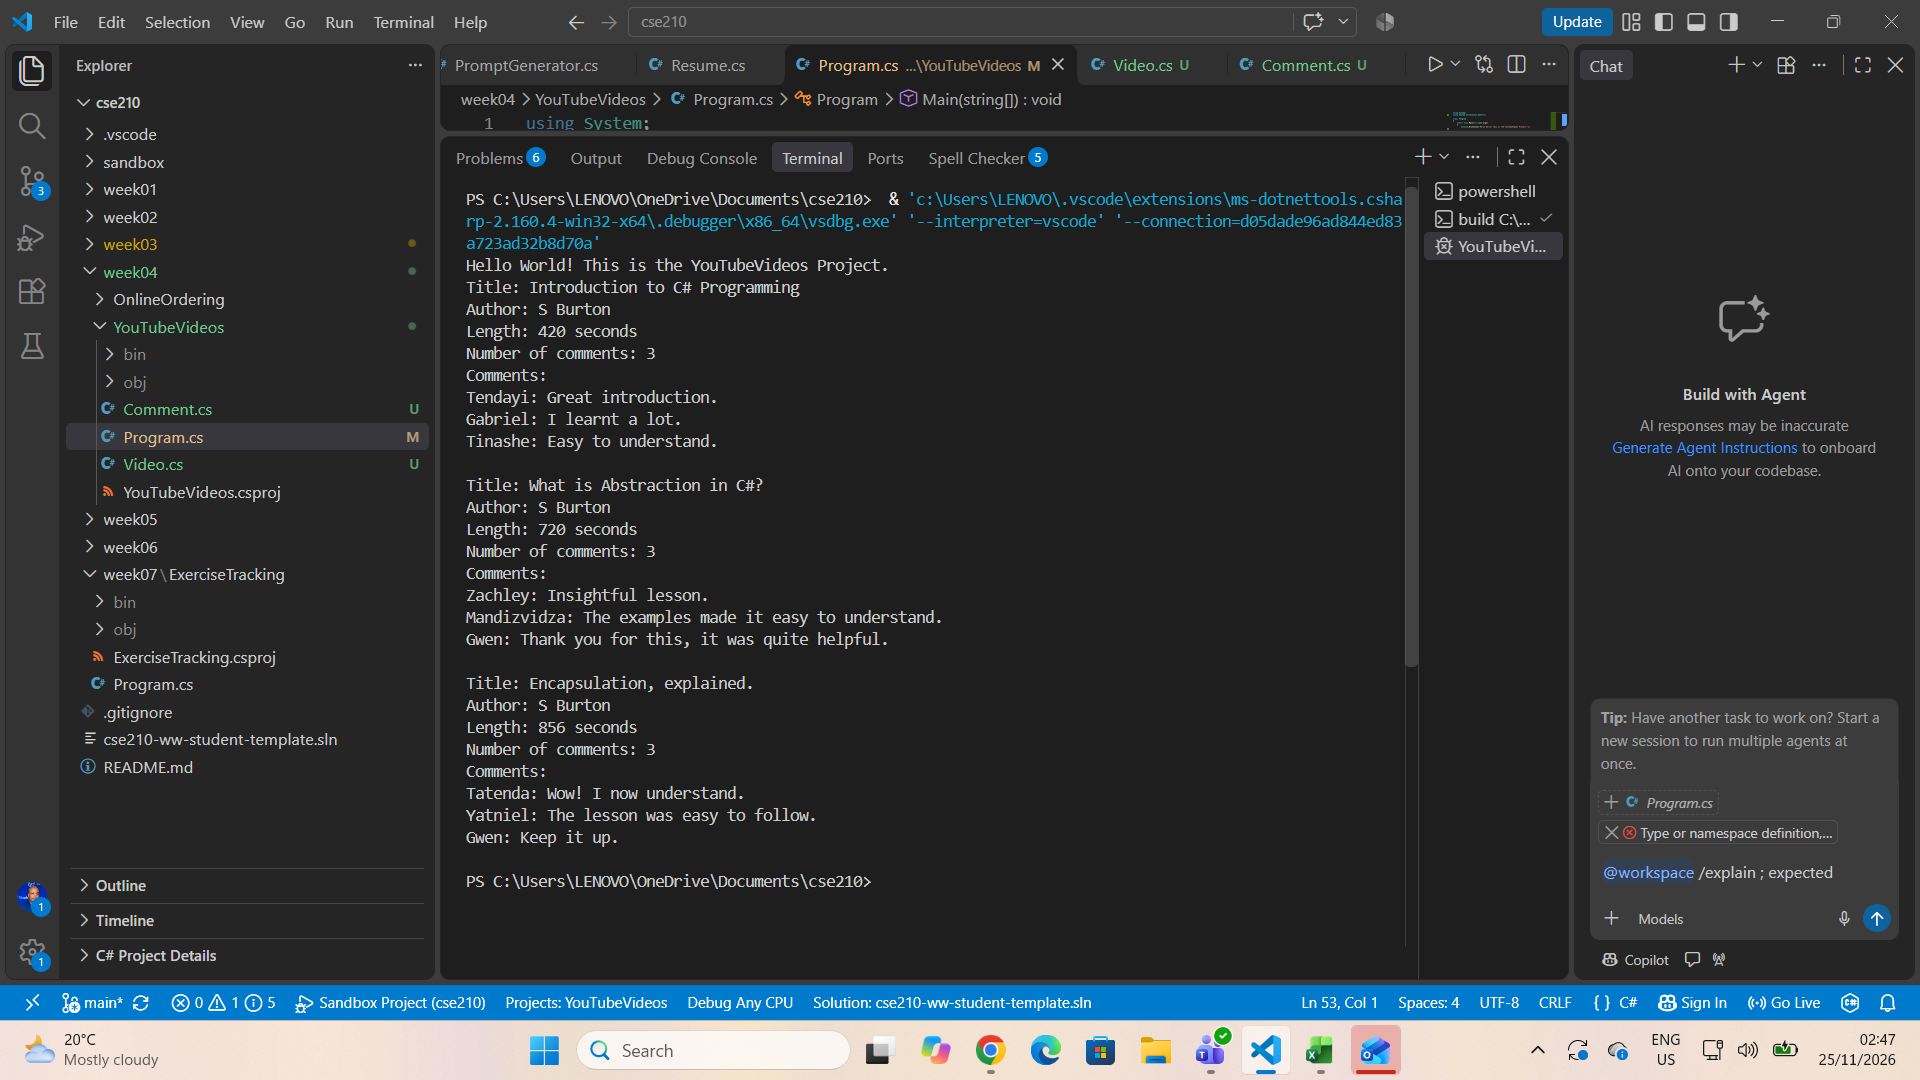 File Edit Selection View Go Run Terminal Help
cse210
Update
Explorer
cse210
.vscode
sandbox
week01
week02
week03
week04
OnlineOrdering
YouTubeVideos
bin
obj
Comment.cs U
Program.cs M
Video.cs U
YouTubeVideos.csproj
week05
week06
week07\ExerciseTracking
bin
obj
ExerciseTracking.csproj
Program.cs
.gitignore
cse210-ww-student-template.sln
README.md
Outline
Timeline
C# Project Details
3
1
1
PromptGenerator.cs Resume.cs Program.cs ...\YouTubeVideos M Video.cs U Comment.cs U
week04 > YouTubeVideos > Program.cs > Program > Main(string[]) : void
1 using System;
Problems 6 Output Debug Console Terminal Ports Spell Checker 5
PS C:\Users\LENOVO\OneDrive\Documents\cse210> & 'c:\Users\LENOVO\.vscode\extensions\ms-dotnettools.csha
rp-2.160.4-win32-x64\.debugger\x86_64\vsdbg.exe' '--interpreter=vscode' '--connection=d05dade96ad844ed83
a723ad32b8d70a'
Hello World! This is the YouTubeVideos Project.
Title: Introduction to C# Programming
Author: S Burton
Length: 420 seconds
Number of comments: 3
Comments:
Tendayi: Great introduction.
Gabriel: I learnt a lot.
Tinashe: Easy to understand.
Title: What is Abstraction in C#?
Author: S Burton
Length: 720 seconds
Number of comments: 3
Comments:
Zachley: Insightful lesson.
Mandizvidza: The examples made it easy to understand.
Gwen: Thank you for this, it was quite helpful.
Title: Encapsulation, explained.
Author: S Burton
Length: 856 seconds
Number of comments: 3
Comments:
Tatenda: Wow! I now understand.
Yatniel: The lesson was easy to follow.
Gwen: Keep it up.
PS C:\Users\LENOVO\OneDrive\Documents\cse210>
powershell
build C:\...
YouTubeVi...
Chat
Build with Agent
AI responses may be inaccurate
Generate Agent Instructions to onboard
AI onto your codebase.
Tip: Have another task to work on? Start a
new session to run multiple agents at
once.
Program.cs
Type or namespace definition,...
@workspace /explain ; expected
Models
Copilot
main* 0 1 5 Sandbox Project (cse210) Projects: YouTubeVideos Debug Any CPU Solution: cse210-ww-student-template.sln Ln 53, Col 1 Spaces: 4 UTF-8 CRLF { } C# Sign In Go Live
20°C
Mostly cloudy
Search
ENG
US
02:47
25/11/2026